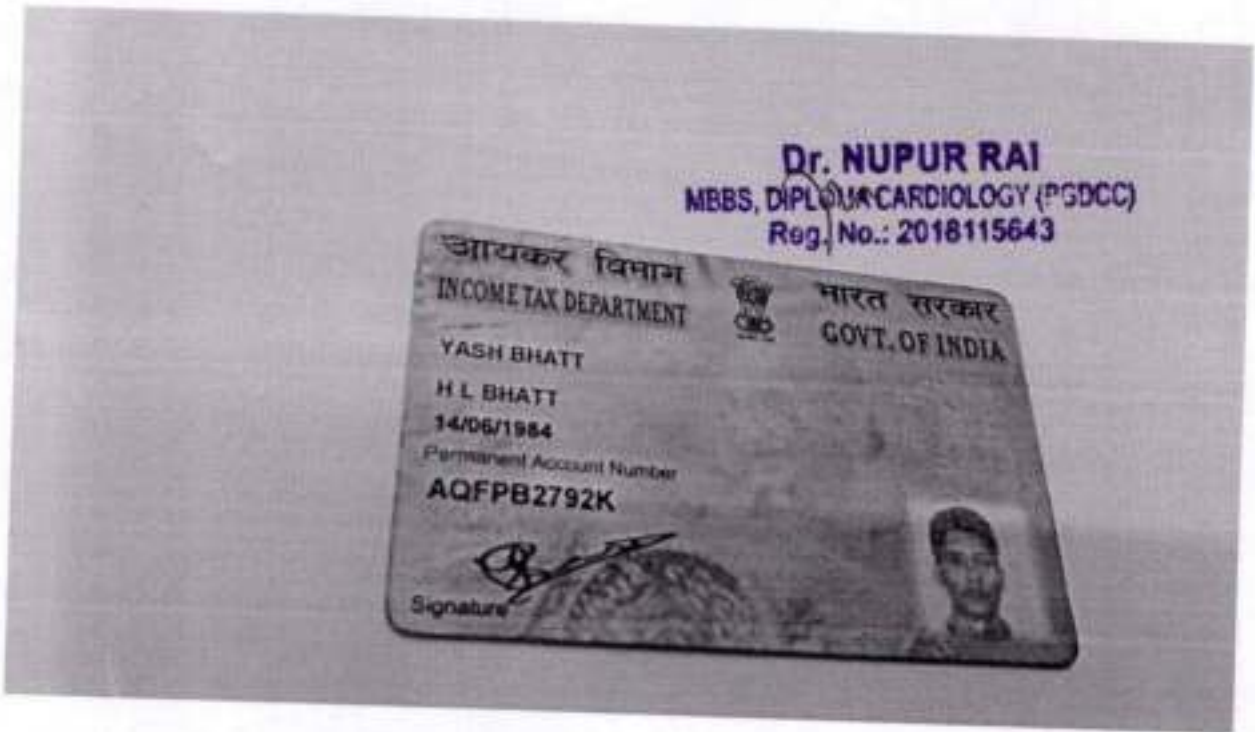 Dr. NUPUR RAI
MBBS, DIPLOMA CARDIOLOGY (PGDCC)
Reg. No.: 2018115643
आयकर विभाग
INCOME TAX DEPARTMENT
भारत सरकार
GOVT. OF INDIA
YASH BHATT
H L BHATT
14/06/1984
Permanent Account Number
AQFPB2792K
Signature